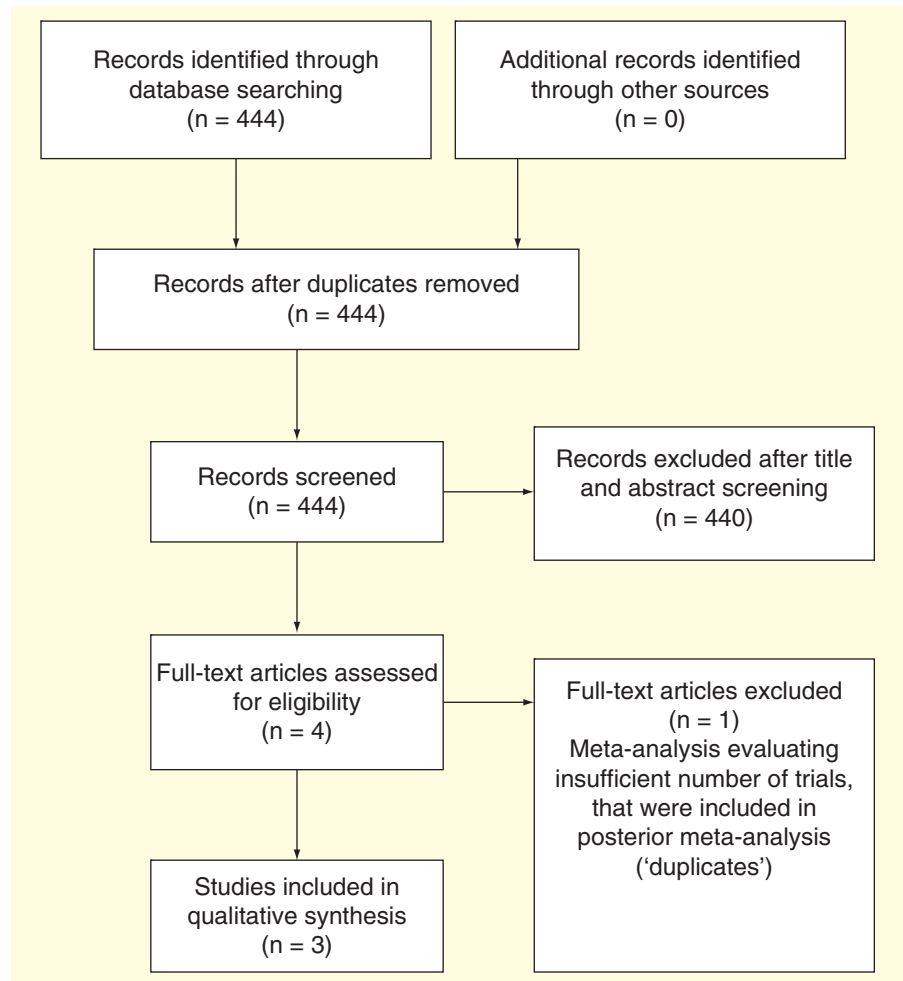 Records identified through
database searching
(n = 444)
Additional records identified
through other sources
(n = 0)
Records after duplicates removed
(n = 444)
Records screened
(n = 444)
Records excluded after title
and abstract screening
(n = 440)
Full-text articles assessed
for eligibility
(n = 4)
Full-text articles excluded
(n = 1)
Meta-analysis evaluating
insufficient number of trials,
that were included in
posterior meta-analysis
(‘duplicates’)
Studies included in
qualitative synthesis
(n = 3)